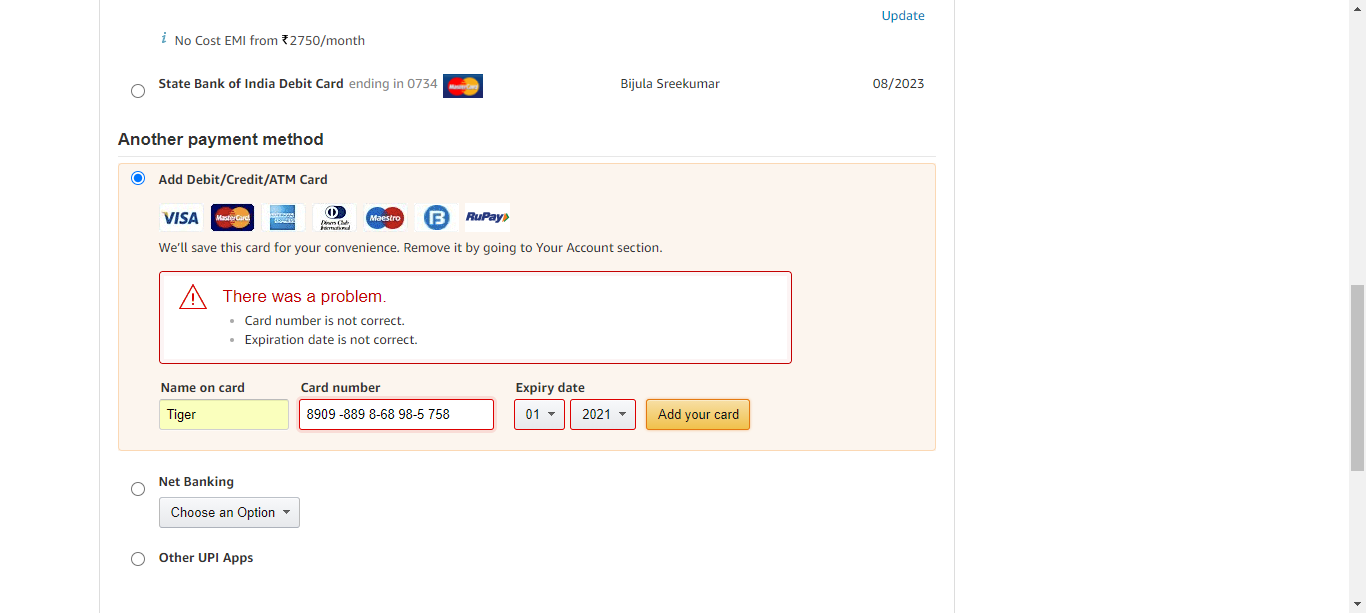 Update
i No Cost EMI from ₹2750/month
State Bank of India Debit Card ending in 0734 MasterCard Bijula Sreekumar 08/2023
Another payment method
Add Debit/Credit/ATM Card
VISA MasterCard Diners Club International Maestro B RuPay
We'll save this card for your convenience. Remove it by going to Your Account section.
There was a problem.
Card number is not correct.
Expiration date is not correct.
Name on card Card number Expiry date
Tiger 8909 -889 8-68 98-5 758 01 2021 Add your card
Net Banking
Choose an Option
Other UPI Apps